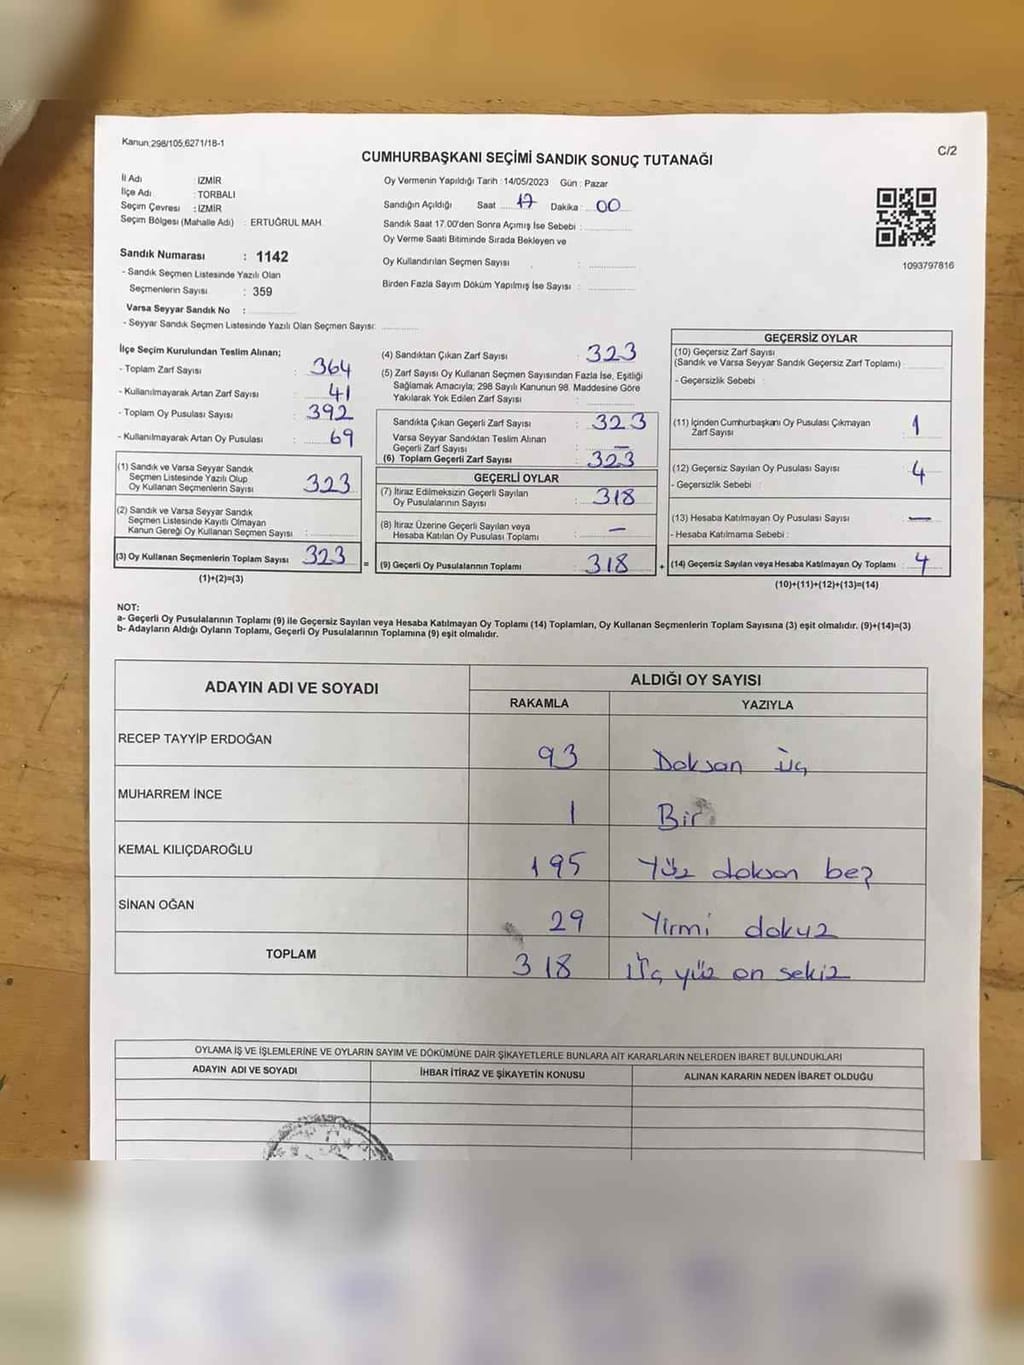 Kanun;298/105;6271/18-1
C/2
CUMHURBAŞKANI SEÇİMİ SANDIK SONUÇ TUTANAĞI
İl Adı : İZMİR
İlçe Adı : TORBALI
Seçim Çevresi : İZMİR
Seçim Bölgesi (Mahalle Adı) : ERTUĞRUL MAH.
Oy Vermenin Yapıldığı Tarih : 14/05/2023 Gün : Pazar
Sandığın Açıldığı Saat 17 Dakika : 00
Sandık Saat 17.00'den Sonra Açımış İse Sebebi :
Oy Verme Saati Bitiminde Sırada Bekleyen ve
Oy Kullandırılan Seçmen Sayısı :
Birden Fazla Sayım Döküm Yapılmış İse Sayısı :
1093797816
Sandık Numarası : 1142
- Sandık Seçmen Listesinde Yazılı Olan
Seçmenlerin Sayısı : 359
Varsa Seyyar Sandık No :
- Seyyar Sandık Seçmen Listesinde Yazılı Olan Seçmen Sayısı:
İlçe Seçim Kurulundan Teslim Alınan;
- Toplam Zarf Sayısı : 364
- Kullanılmayarak Artan Zarf Sayısı : 41
- Toplam Oy Pusulası Sayısı : 392
- Kullanılmayarak Artan Oy Pusulası : 69
(1) Sandık ve Varsa Seyyar Sandık
Seçmen Listesinde Yazılı Olup
Oy Kullanan Seçmenlerin Sayısı : 323
(2) Sandık ve Varsa Seyyar Sandık
Seçmen Listesinde Kayıtlı Olmayan
Kanun Gereği Oy Kullanan Seçmen Sayısı :
(3) Oy Kullanan Seçmenlerin Toplam Sayısı : 323
(1)+(2)=(3)
(4) Sandıktan Çıkan Zarf Sayısı : 323
(5) Zarf Sayısı Oy Kullanan Seçmen Sayısından Fazla İse, Eşitliği
Sağlamak Amacıyla; 298 Sayılı Kanunun 98. Maddesine Göre
Yakılarak Yok Edilen Zarf Sayısı :
Sandıkta Çıkan Geçerli Zarf Sayısı : 323
Varsa Seyyar Sandıktan Teslim Alınan
Geçerli Zarf Sayısı : —
(6) Toplam Geçerli Zarf Sayısı : 323
GEÇERLİ OYLAR
(7) İtiraz Edilmeksizin Geçerli Sayılan
Oy Pusulalarının Sayısı : 318
(8) İtiraz Üzerine Geçerli Sayılan veya
Hesaba Katılan Oy Pusulası Toplamı : —
= (9) Geçerli Oy Pusulalarının Toplamı : 318
GEÇERSİZ OYLAR
(10) Geçersiz Zarf Sayısı
(Sandık ve Varsa Seyyar Sandık Geçersiz Zarf Toplamı) :
- Geçersizlik Sebebi :
(11) İçinden Cumhurbaşkanı Oy Pusulası Çıkmayan
Zarf Sayısı : 1
(12) Geçersiz Sayılan Oy Pusulası Sayısı : 4
- Geçersizlik Sebebi :
(13) Hesaba Katılmayan Oy Pusulası Sayısı : —
- Hesaba Katılmama Sebebi :
+ (14) Geçersiz Sayılan veya Hesaba Katılmayan Oy Toplamı : 4
(10)+(11)+(12)+(13)=(14)
NOT:
a- Geçerli Oy Pusulalarının Toplamı (9) ile Geçersiz Sayılan veya Hesaba Katılmayan Oy Toplamı (14) Toplamları, Oy Kullanan Seçmenlerin Toplam Sayısına (3) eşit olmalıdır. (9)+(14)=(3)
b- Adayların Aldığı Oyların Toplamı, Geçerli Oy Pusulalarının Toplamına (9) eşit olmalıdır.
ADAYIN ADI VE SOYADI ALDIĞI OY SAYISI
RAKAMLA YAZIYLA
RECEP TAYYİP ERDOĞAN 93 Doksan üç
MUHARREM İNCE 1 Bir
KEMAL KILIÇDAROĞLU 195 Yüz doksan beş
SİNAN OĞAN 29 Yirmi dokuz
TOPLAM 318 Üç yüz on sekiz
OYLAMA İŞ VE İŞLEMLERİNE VE OYLARIN SAYIM VE DÖKÜMÜNE DAİR ŞİKAYETLERLE BUNLARA AİT KARARLARIN NELERDEN İBARET BULUNDUKLARI
ADAYIN ADI VE SOYADI İHBAR İTİRAZ VE ŞİKAYETİN KONUSU ALINAN KARARIN NEDEN İBARET OLDUĞU